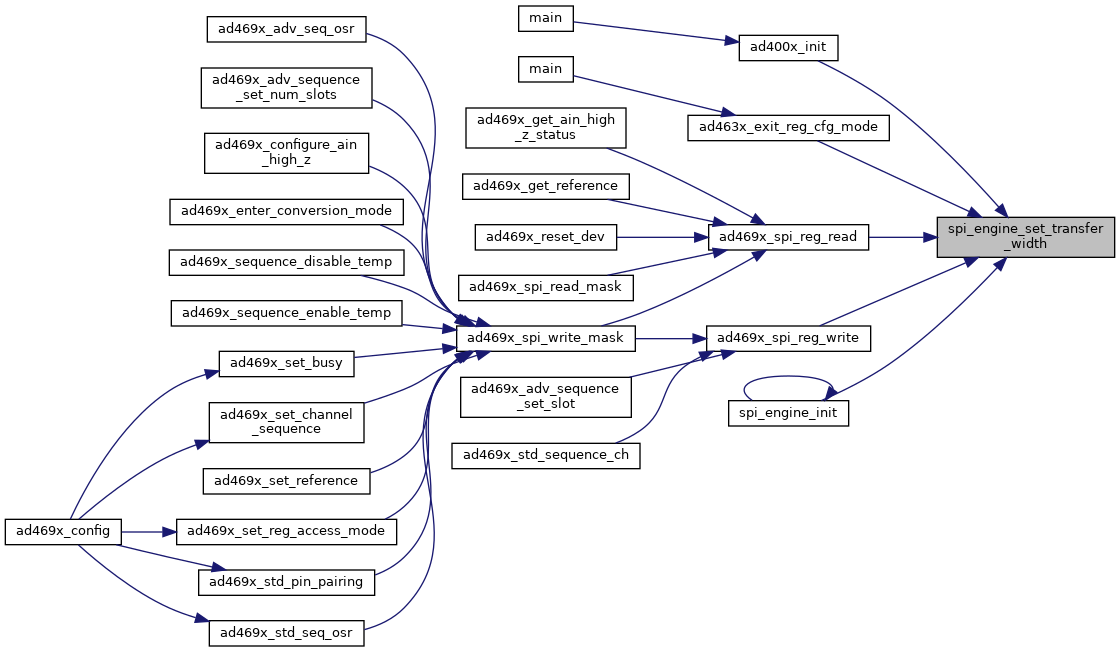 main
ad469x_adv_seq_osr
ad400x_init
main
ad469x_adv_sequence
_set_num_slots
ad469x_get_ain_high
_z_status
ad463x_exit_reg_cfg_mode
ad469x_configure_ain
_high_z
ad469x_get_reference
ad469x_enter_conversion_mode
ad469x_reset_dev
ad469x_spi_reg_read
spi_engine_set_transfer
_width
ad469x_sequence_disable_temp
ad469x_spi_read_mask
ad469x_sequence_enable_temp
ad469x_spi_write_mask
ad469x_spi_reg_write
ad469x_set_busy
ad469x_adv_sequence
_set_slot
ad469x_set_channel
_sequence
spi_engine_init
ad469x_std_sequence_ch
ad469x_set_reference
ad469x_config
ad469x_set_reg_access_mode
ad469x_std_pin_pairing
ad469x_std_seq_osr